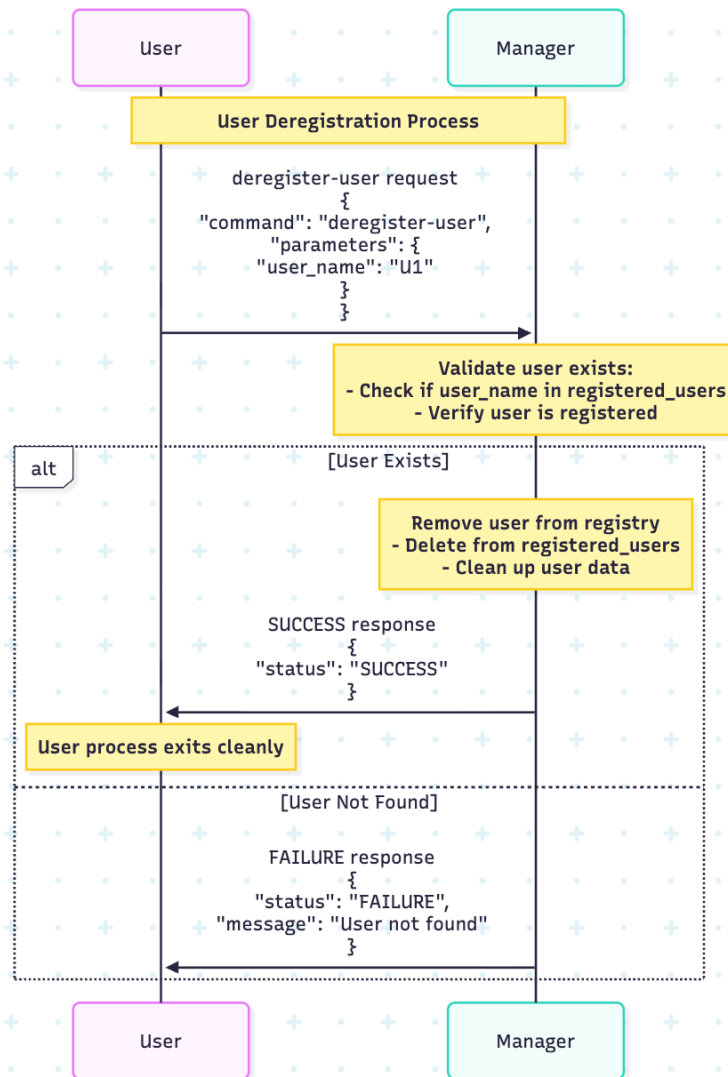 User
Manager
User Deregistration Process
deregister-user request
{
"command": "deregister-user",
"parameters": {
"user_name": "U1"
}
}
Validate user exists:
- Check if user_name in registered_users
- Verify user is registered
alt
[User Exists]
Remove user from registry
- Delete from registered_users
- Clean up user data
SUCCESS response
{
"status": "SUCCESS"
}
User process exits cleanly
[User Not Found]
FAILURE response
{
"status": "FAILURE",
"message": "User not found"
}
User
Manager